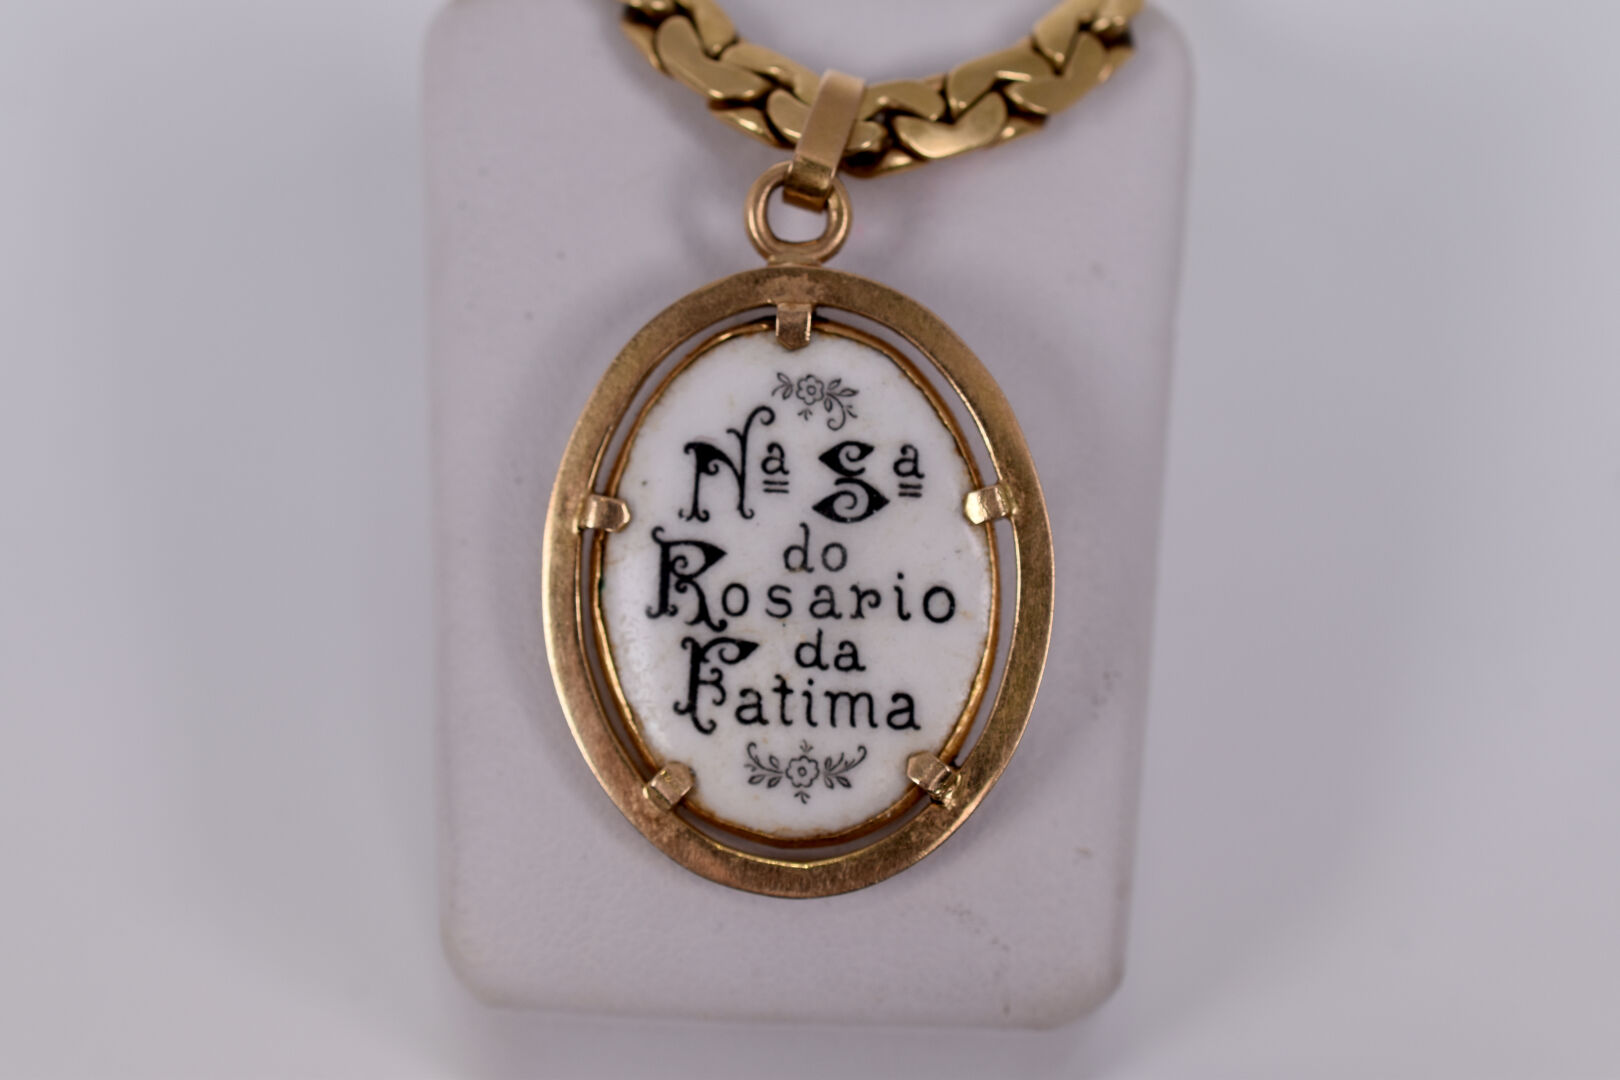 Nª Sª
do
Rosario
da
Fatima